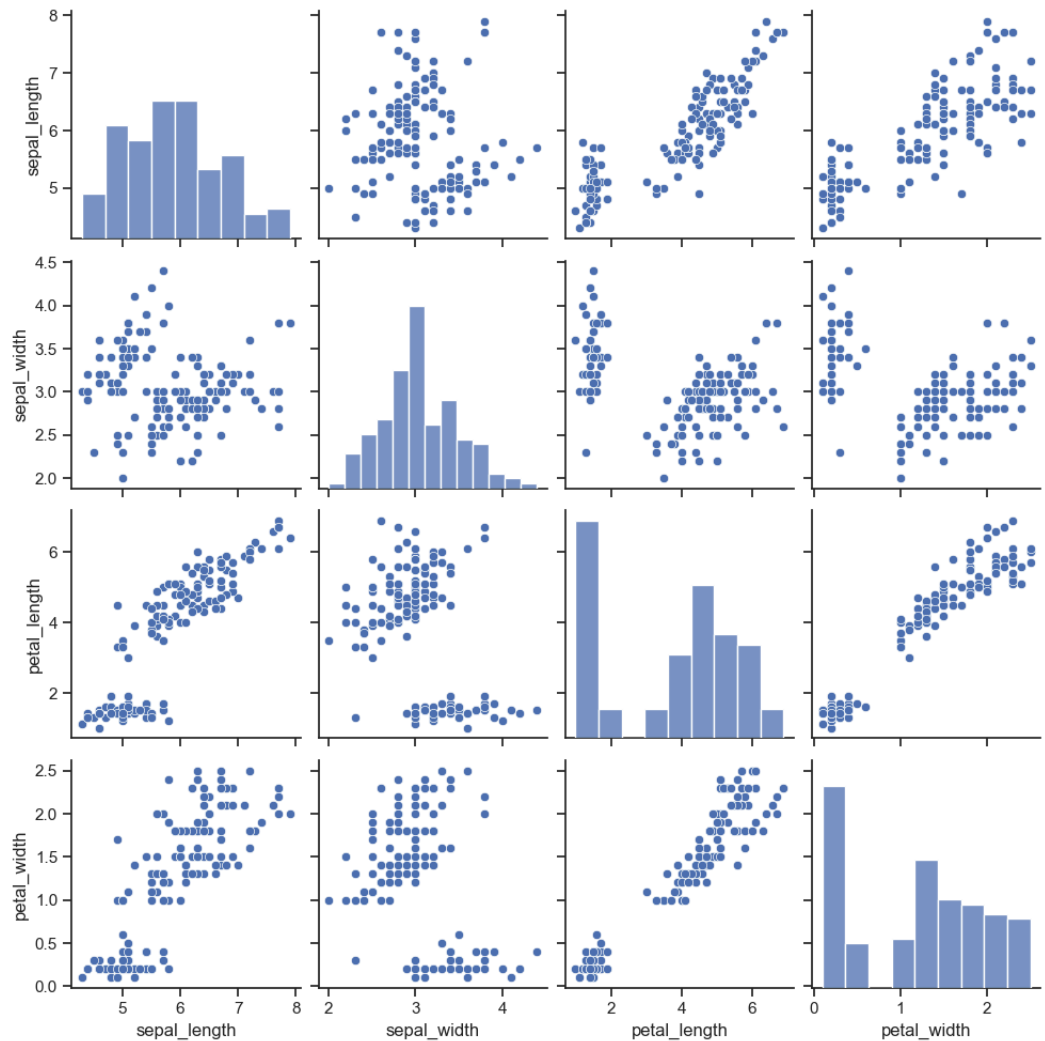 8
7
6
5
sepal_length
4.5
4.0
3.5
3.0
2.5
2.0
sepal_width
6
4
2
petal_length
2.5
2.0
1.5
1.0
0.5
0.0
petal_width
5 6 7 8
sepal_length
2 3 4
sepal_width
2 4 6
petal_length
0 1 2
petal_width